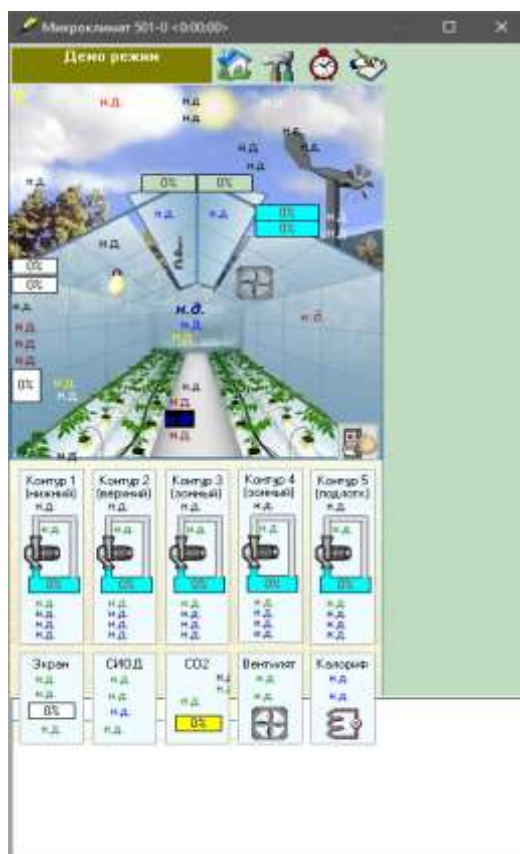 Микроклимат 501-0 <0:00:00>
Демо режим
н.д. н.д. н.д.
н.д.
н.д. н.д.
н.д.
н.д.
0% 0%
н.д. н.д. 0% н.д.
0% н.д.
н.д.
0%
0%
н.д.
н.д.
н.д. н.д.
н.д.
н.д.
н.д.
н.д.
0% н.д.
н.д.
н.д.
н.д.
н.д.
н.д.
Контур 1 Контур 2 Контур 3 Контур 4 Контур 5
(нижний) (верхний) (зонный) (зонный) (подлотк.)
н.д. н.д. н.д. н.д. н.д.
н.д. н.д. н.д. н.д. н.д.
0% 0% 0% 0% 0%
н.д. н.д. н.д. н.д. н.д.
н.д. н.д. н.д. н.д. н.д.
н.д. н.д. н.д. н.д. н.д.
н.д. н.д. н.д. н.д. н.д.
Экран СИОД CO2 Вентилят Калориф
н.д. н.д. н.д. н.д.
н.д. н.д. н.д. н.д. н.д.
0% н.д. 0%
н.д. н.д.